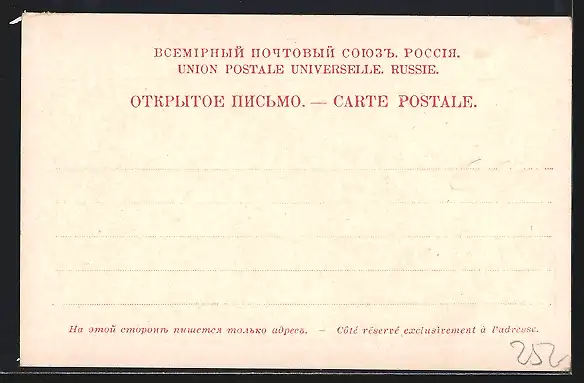 ВСЕМІРНЫЙ ПОЧТОВЫЙ СОЮЗЪ. РОССІЯ.
UNION POSTALE UNIVERSELLE. RUSSIE.
ОТКРЫТОЕ ПИСЬМО. — CARTE POSTALE.
На этой сторонѣ пишется только адресъ. — Côté réservé exclusivement à l'adresse.
252